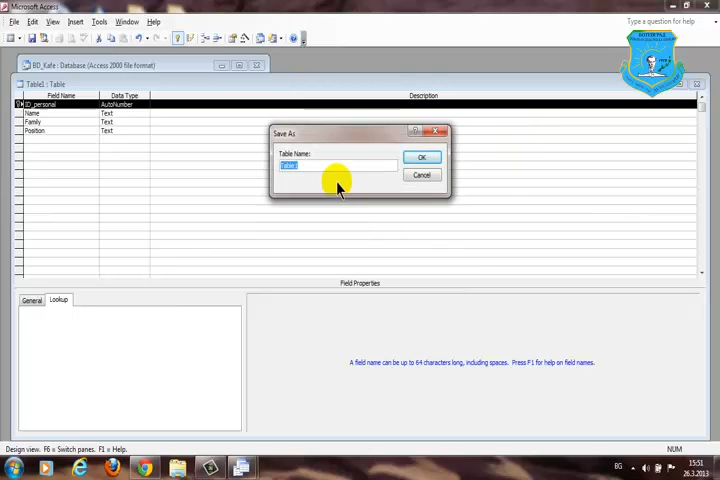 Microsoft Access
File Edit View Insert Tools Window Help
Type a question for help
BD_Kafe : Database (Access 2000 file format)
Table1 : Table
Field Name Data Type Description
ID_personal AutoNumber
Name Text
Family Text
Position Text
Save As
Table Name:
Table1
OK
Cancel
Field Properties
General Lookup
A field name can be up to 64 characters long, including spaces. Press F1 for help on field names.
Design view. F6 = Switch panes. F1 = Help.
NUM
BG
15:51
26.3.2013